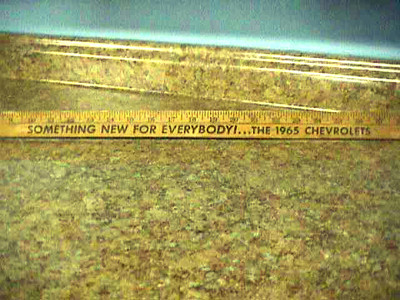 SOMETHING NEW FOR EVERYBODY!...THE 1965 CHEVROLETS